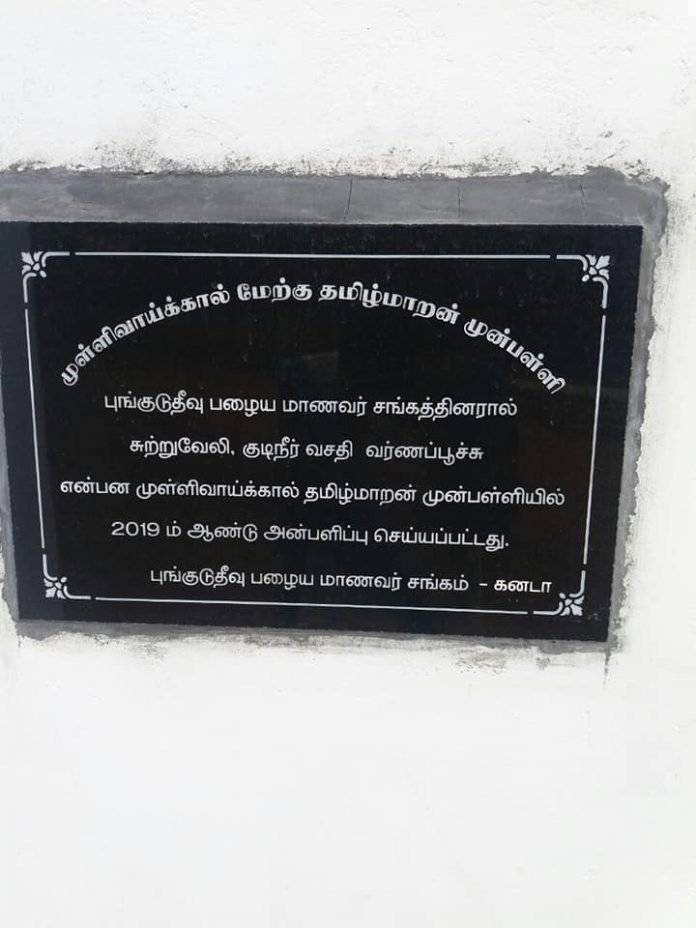 முள்ளிவாய்க்கால் மேற்கு தமிழ்மாறன் முன்பள்ளி
புங்குடுதீவு பழைய மாணவர் சங்கத்தினரால்
சுற்றுவேலி, குடிநீர் வசதி வர்ணப்பூச்சு
என்பன முள்ளிவாய்க்கால் தமிழ்மாறன் முன்பள்ளியில்
2019 ம் ஆண்டு அன்பளிப்பு செய்யப்பட்டது.
புங்குடுதீவு பழைய மாணவர் சங்கம் - கனடா